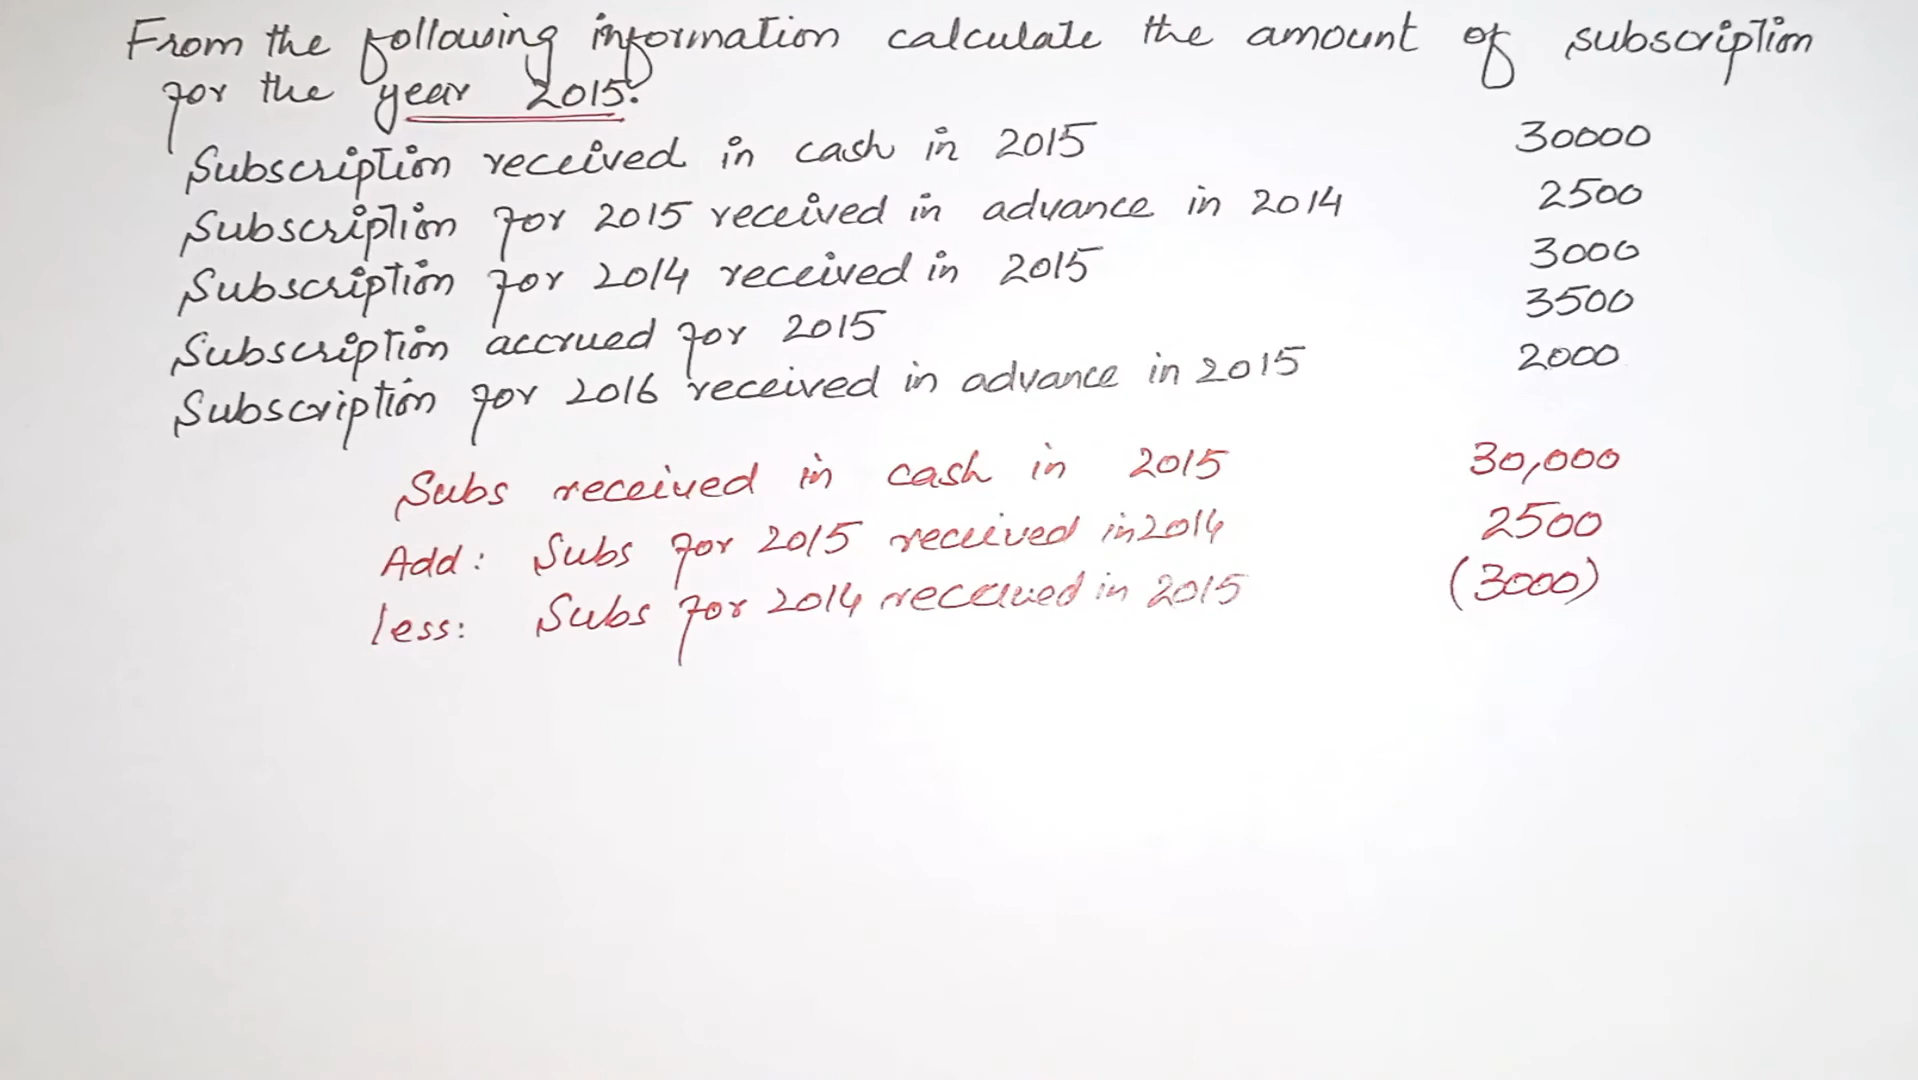 From the following information calculate the amount of subscription
for the year 2015.
Subscription received in cash in 2015 30000
Subscription for 2015 received in advance in 2014 2500
Subscription for 2014 received in 2015 3000
Subscription accrued for 2015 3500
Subscription for 2016 received in advance in 2015 2000
Subs received in cash in 2015 30,000
Add: Subs for 2015 received in 2014 2500
less: Subs for 2014 received in 2015 (3000)